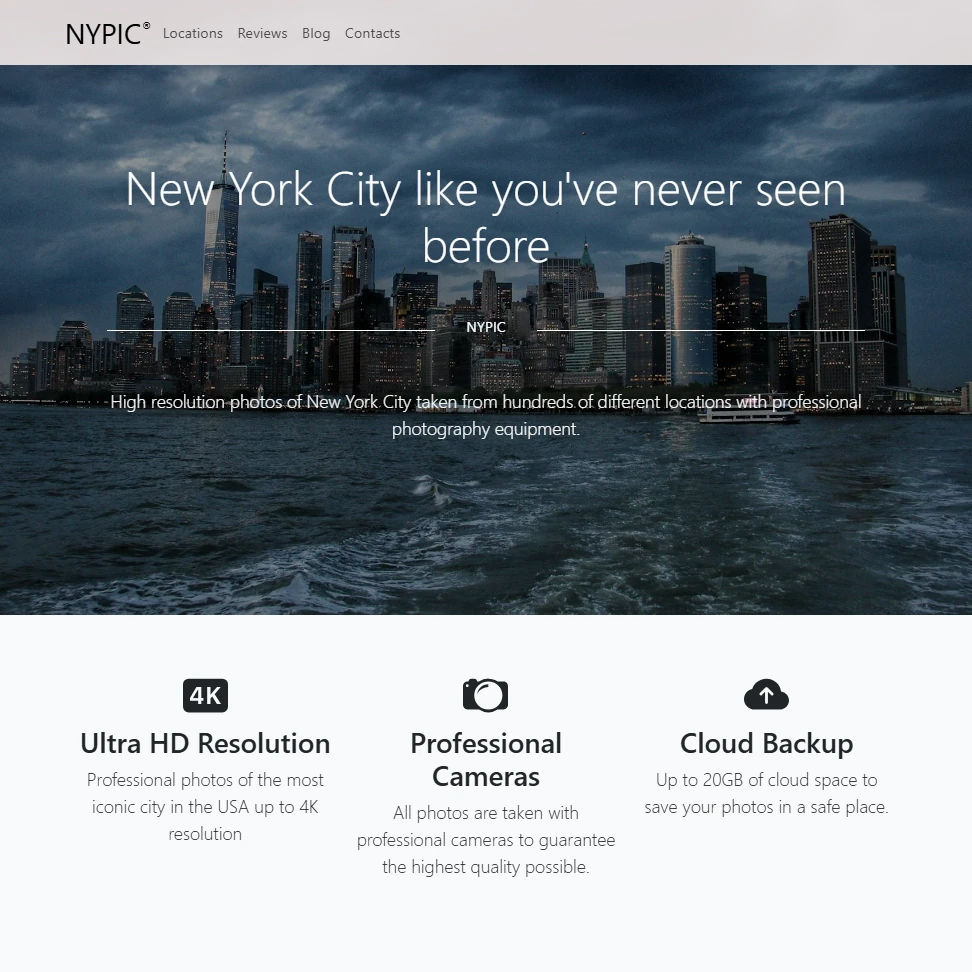 NYPIC® Locations Reviews Blog Contacts
New York City like you've never seen
before
NYPIC
High resolution photos of New York City taken from hundreds of different locations with professional
photography equipment.
4K
Ultra HD Resolution
Professional photos of the most
iconic city in the USA up to 4K
resolution
Professional
Cameras
All photos are taken with
professional cameras to guarantee
the highest quality possible.
Cloud Backup
Up to 20GB of cloud space to
save your photos in a safe place.